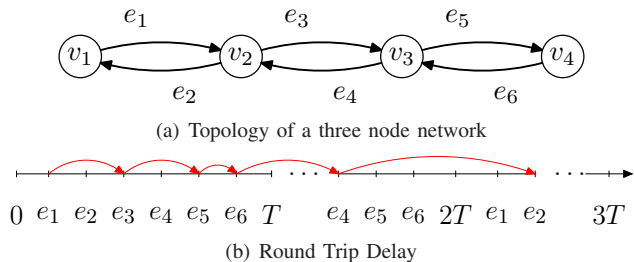 e₁ e₃ e₅
v₁ v₂ v₃ v₄
e₂ e₄ e₆
(a) Topology of a three node network
··· ···
0 e₁ e₂ e₃ e₄ e₅ e₆ T e₄ e₅ e₆ 2T e₁ e₂ 3T
(b) Round Trip Delay